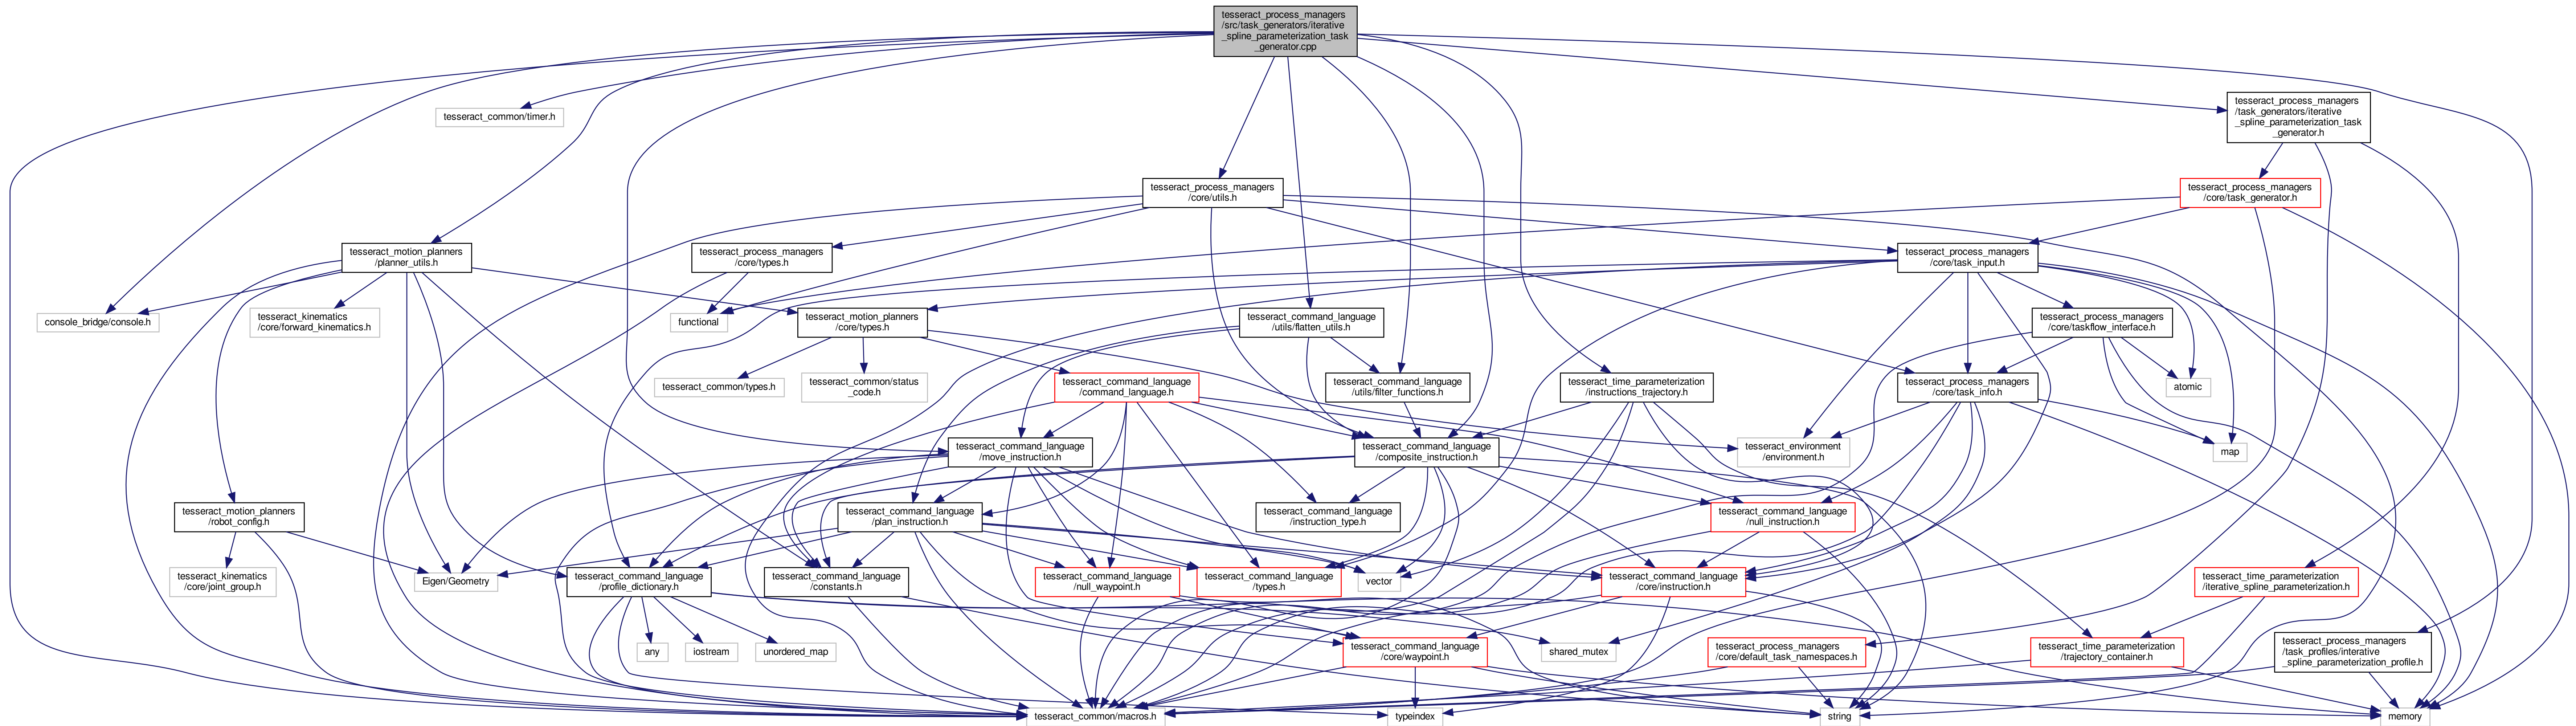 tesseract_process_managers
/src/task_generators/iterative
_spline_parameterization_task
_generator.cpp
tesseract_common/timer.h
tesseract_process_managers
/task_generators/iterative
_spline_parameterization_task
_generator.h
tesseract_process_managers
/core/utils.h
tesseract_process_managers
/core/task_generator.h
tesseract_motion_planners
/planner_utils.h
tesseract_process_managers
/core/types.h
tesseract_process_managers
/core/task_input.h
console_bridge/console.h
tesseract_kinematics
/core/forward_kinematics.h
functional
tesseract_motion_planners
/core/types.h
tesseract_command_language
/utils/flatten_utils.h
tesseract_process_managers
/core/taskflow_interface.h
tesseract_common/types.h
tesseract_common/status
_code.h
tesseract_command_language
/command_language.h
tesseract_command_language
/utils/filter_functions.h
tesseract_time_parameterization
/instructions_trajectory.h
tesseract_process_managers
/core/task_info.h
atomic
tesseract_command_language
/move_instruction.h
tesseract_command_language
/composite_instruction.h
tesseract_environment
/environment.h
map
tesseract_motion_planners
/robot_config.h
tesseract_command_language
/plan_instruction.h
tesseract_command_language
/instruction_type.h
tesseract_command_language
/null_instruction.h
tesseract_kinematics
/core/joint_group.h
Eigen/Geometry
tesseract_command_language
/profile_dictionary.h
tesseract_command_language
/constants.h
tesseract_command_language
/null_waypoint.h
tesseract_command_language
/types.h
vector
tesseract_command_language
/core/instruction.h
tesseract_time_parameterization
/iterative_spline_parameterization.h
any
iostream
unordered_map
tesseract_command_language
/core/waypoint.h
shared_mutex
tesseract_process_managers
/core/default_task_namespaces.h
tesseract_time_parameterization
/trajectory_container.h
tesseract_process_managers
/task_profiles/iterative
_spline_parameterization_profile.h
tesseract_common/macros.h
typeindex
string
memory